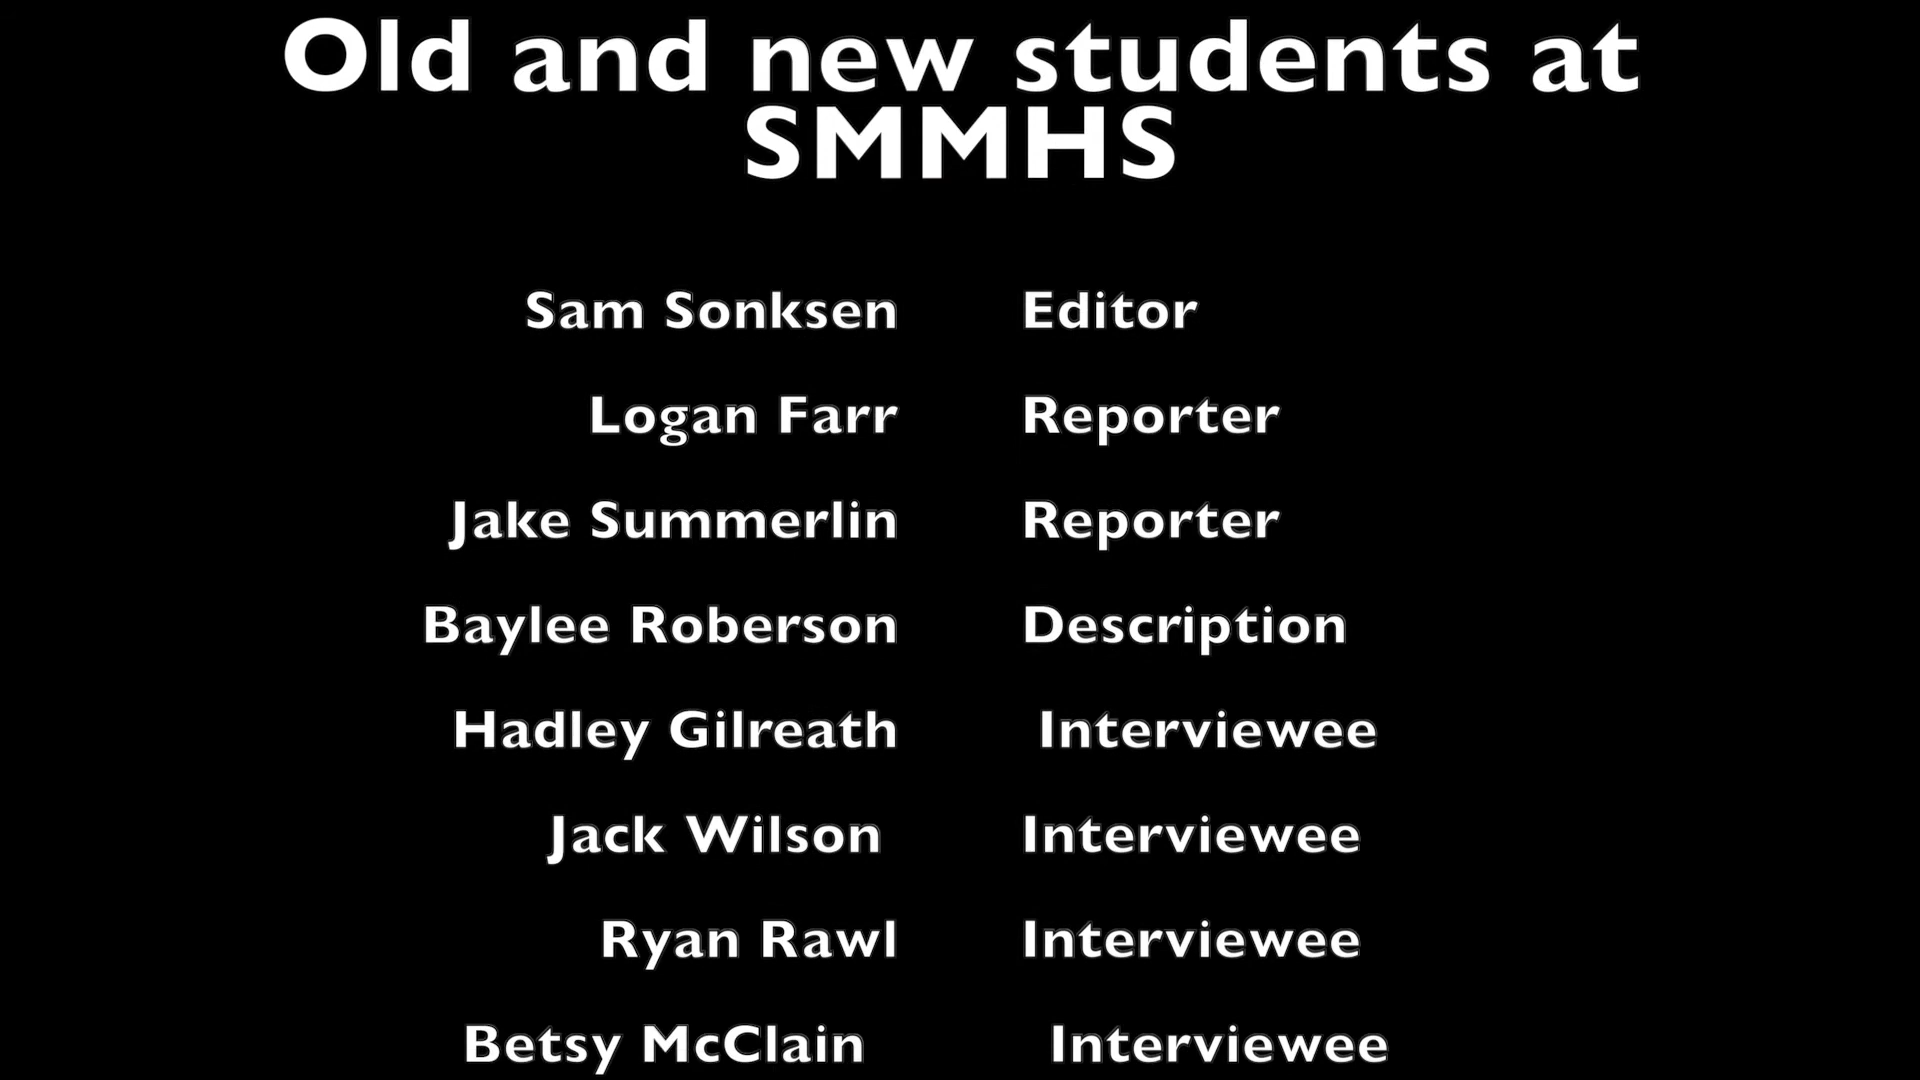 Old and new students at
SMMHS
Sam Sonksen Editor
Logan Farr Reporter
Jake Summerlin Reporter
Baylee Roberson Description
Hadley Gilreath Interviewee
Jack Wilson Interviewee
Ryan Rawl Interviewee
Betsy McClain Interviewee